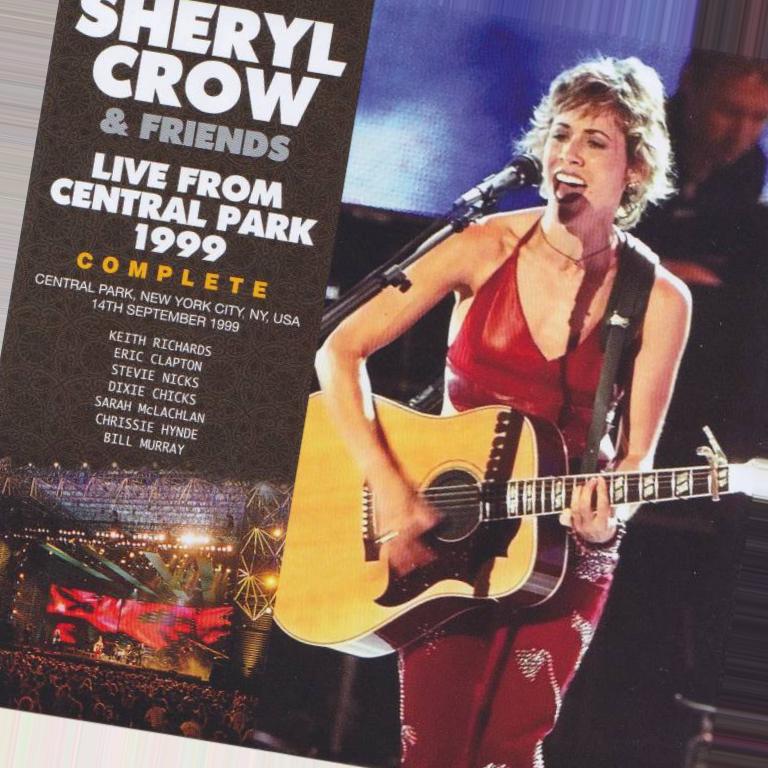 SHERYL
CROW
& FRIENDS
LIVE FROM
CENTRAL PARK
1999
COMPLETE
CENTRAL PARK, NEW YORK CITY, NY, USA
14TH SEPTEMBER 1999
KEITH RICHARDS
ERIC CLAPTON
STEVIE NICKS
DIXIE CHICKS
SARAH McLACHLAN
CHRISSIE HYNDE
BILL MURRAY